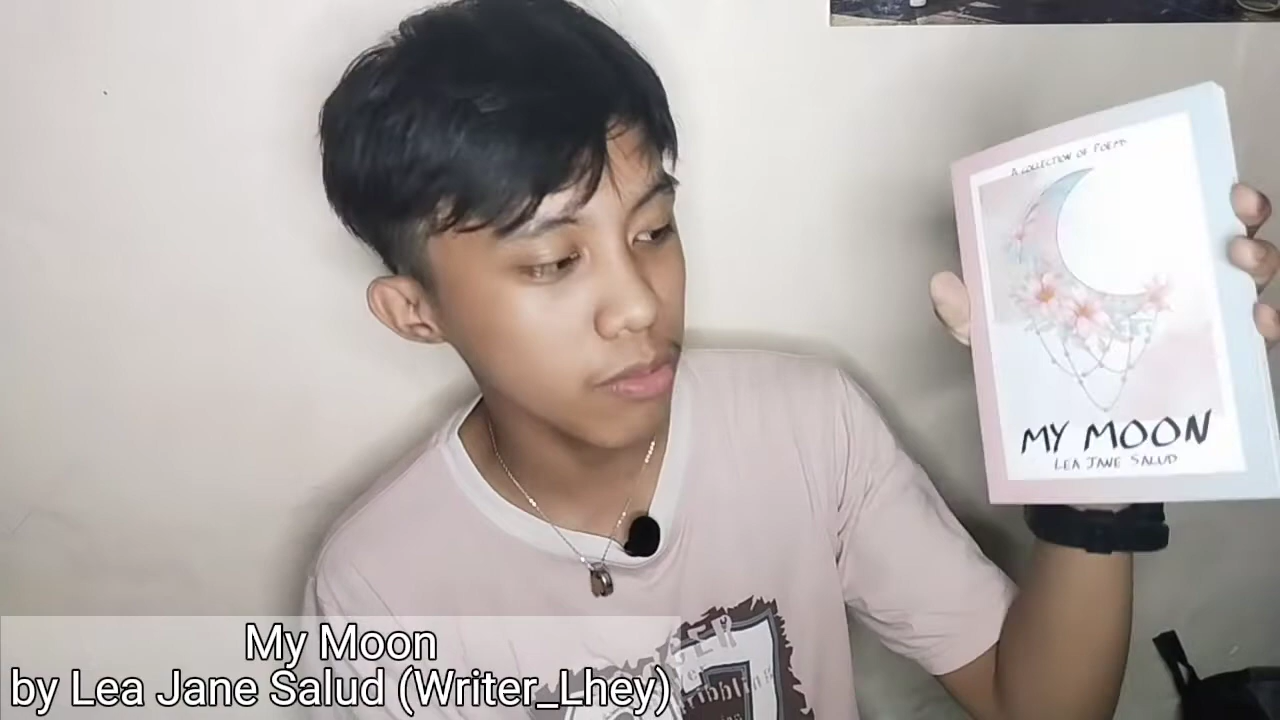 A COLLECTION OF POEMS
MY MOON
LEA JANE SALUD
My Moon
by Lea Jane Salud (Writer_Lhey)